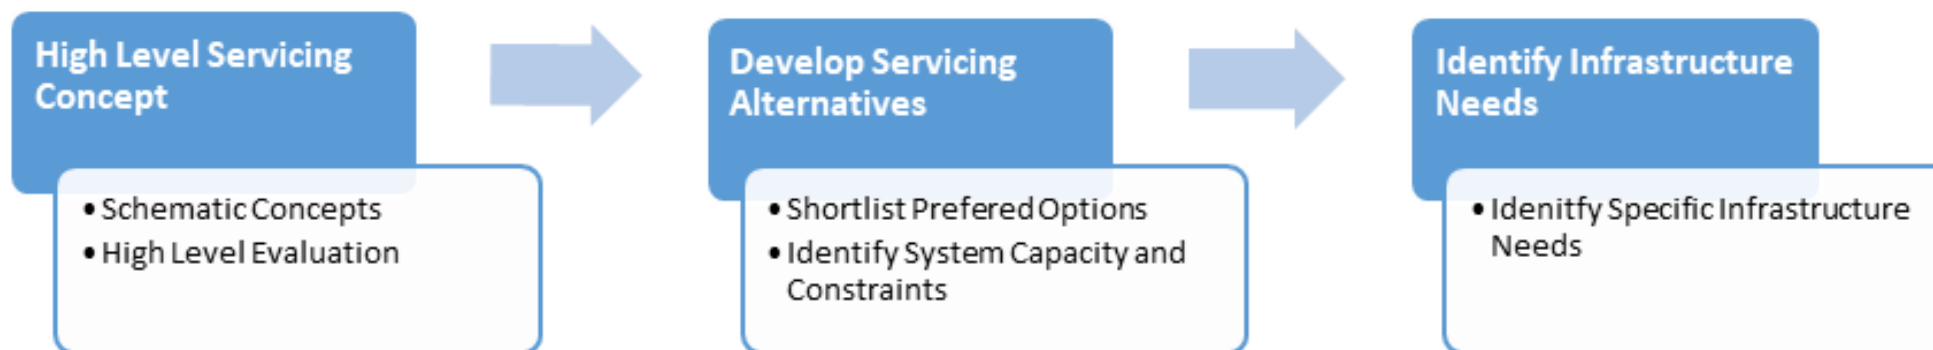 High Level Servicing
Concept
• Schematic Concepts
• High Level Evaluation
Develop Servicing
Alternatives
• Shortlist Prefered Options
• Identify System Capacity and
Constraints
Identify Infrastructure
Needs
• Idenitfy Specific Infrastructure
Needs